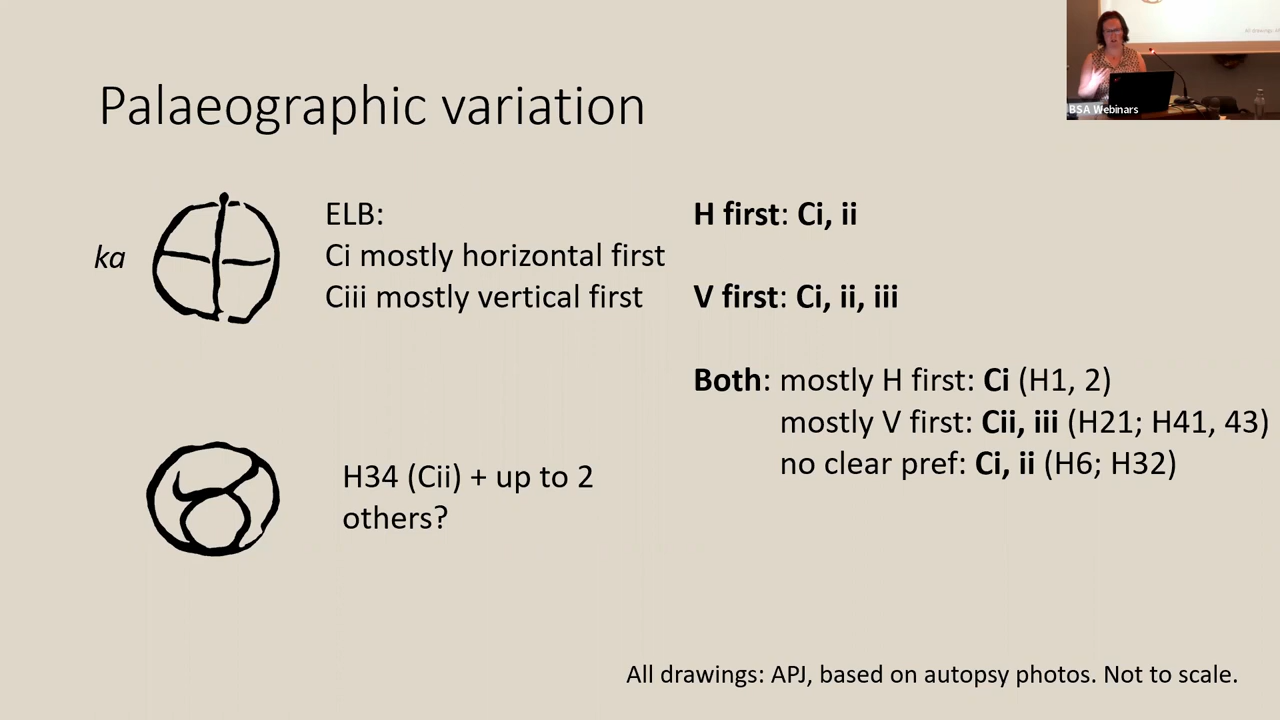 Palaeographic variation
ka
ELB:
Ci mostly horizontal first
Ciii mostly vertical first
H first: Ci, ii
V first: Ci, ii, iii
Both: mostly H first: Ci (H1, 2)
mostly V first: Cii, iii (H21; H41, 43)
no clear pref: Ci, ii (H6; H32)
H34 (Cii) + up to 2
others?
All drawings: APJ, based on autopsy photos. Not to scale.
BSA Webinars